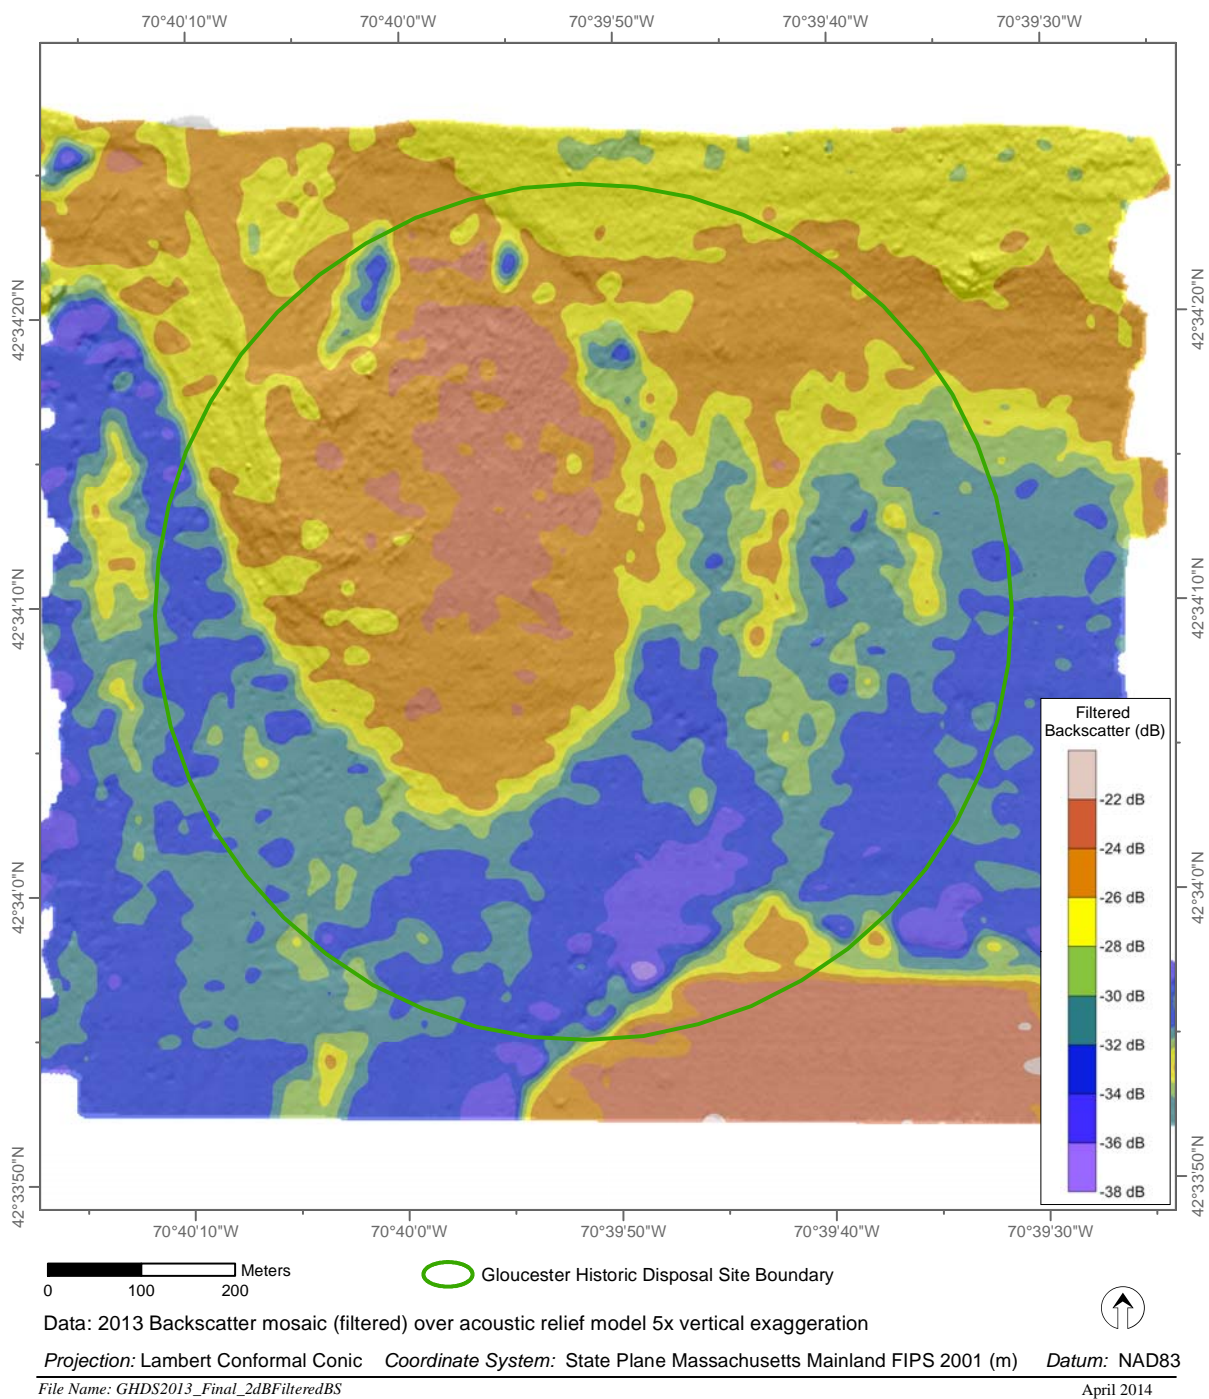 70°40'10"W 70°40'0"W 70°39'50"W 70°39'40"W 70°39'30"W
42°34'20"N 42°34'20"N
42°34'10"N 42°34'10"N
42°34'0"N 42°34'0"N
42°33'50"N 42°33'50"N
Filtered
Backscatter (dB)
-22 dB
-24 dB
-26 dB
-28 dB
-30 dB
-32 dB
-34 dB
-36 dB
-38 dB
70°40'10"W 70°40'0"W 70°39'50"W 70°39'40"W 70°39'30"W
Meters
0 100 200
Gloucester Historic Disposal Site Boundary
Data: 2013 Backscatter mosaic (filtered) over acoustic relief model 5x vertical exaggeration
Projection: Lambert Conformal Conic Coordinate System: State Plane Massachusetts Mainland FIPS 2001 (m) Datum: NAD83
File Name: GHDS2013_Final_2dBFilteredBS April 2014